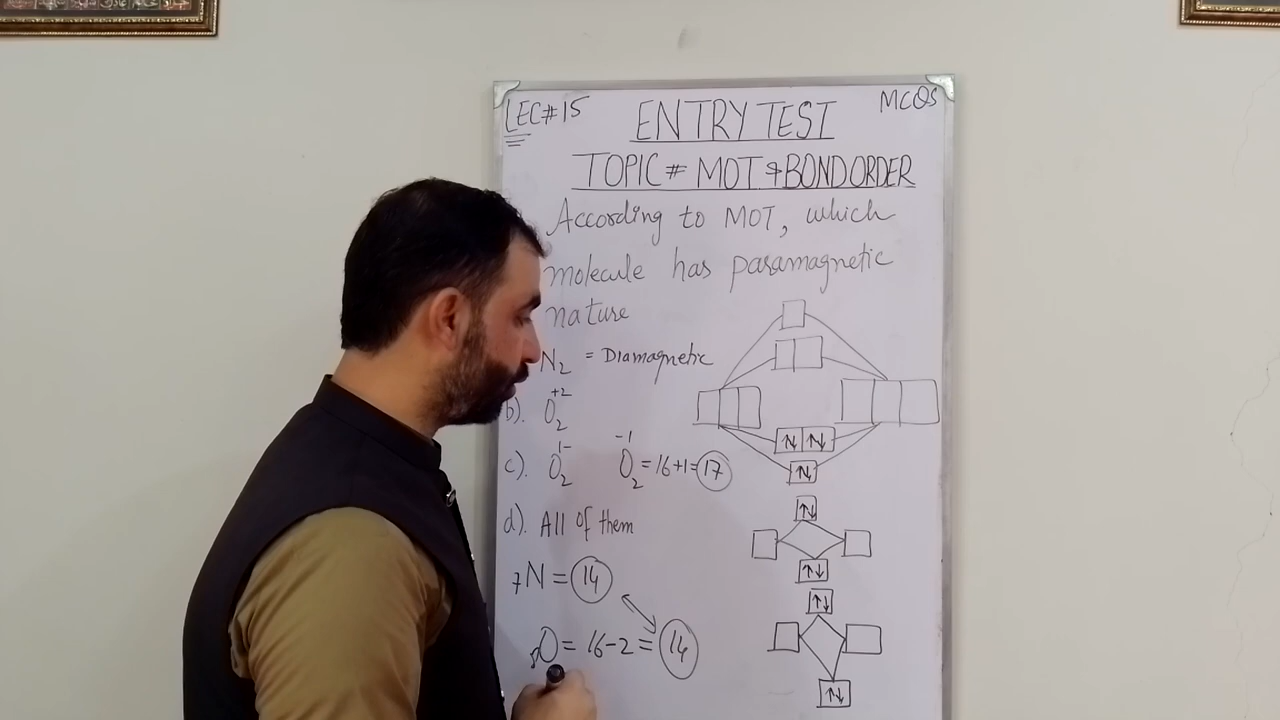 LEC#15
ENTRY TEST
MCQS
TOPIC # MOT & BOND ORDER
According to MOT, which
molecule has paramagnetic
nature
N₂ = Diamagnetic
b). O₂⁺²
c). O₂¹⁻ O₂⁻¹ = 16+1 = 17
d). All of them
₇N = 14
₈O = 16-2 = 14